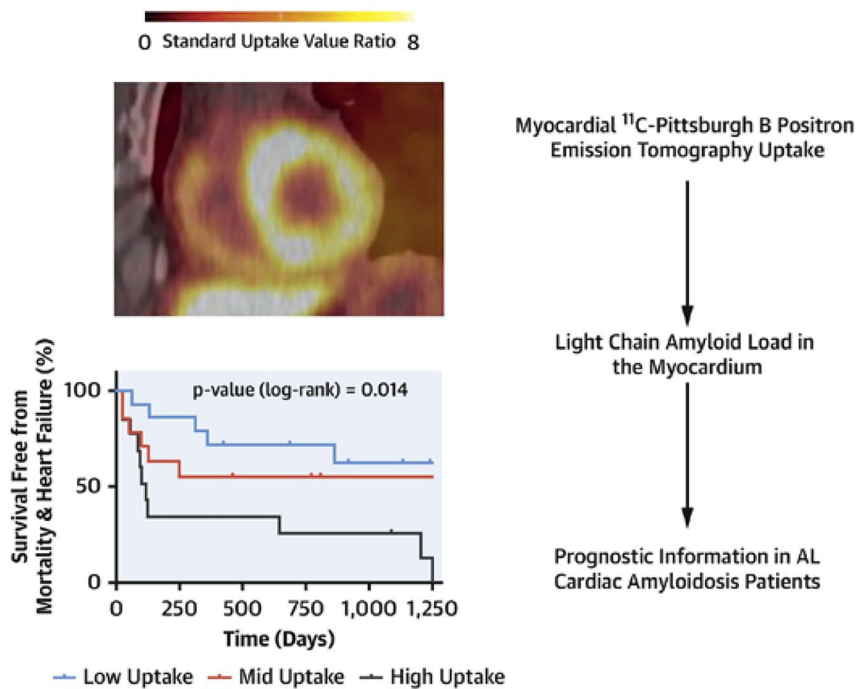 0 Standard Uptake Value Ratio 8
Myocardial ¹¹C-Pittsburgh B Positron
Emission Tomography Uptake
Light Chain Amyloid Load in
the Myocardium
Prognostic Information in AL
Cardiac Amyloidosis Patients
Survival Free from
Mortality & Heart Failure (%)
100
50
0
p-value (log-rank) = 0.014
0 250 500 750 1,000 1,250
Time (Days)
Low Uptake Mid Uptake High Uptake